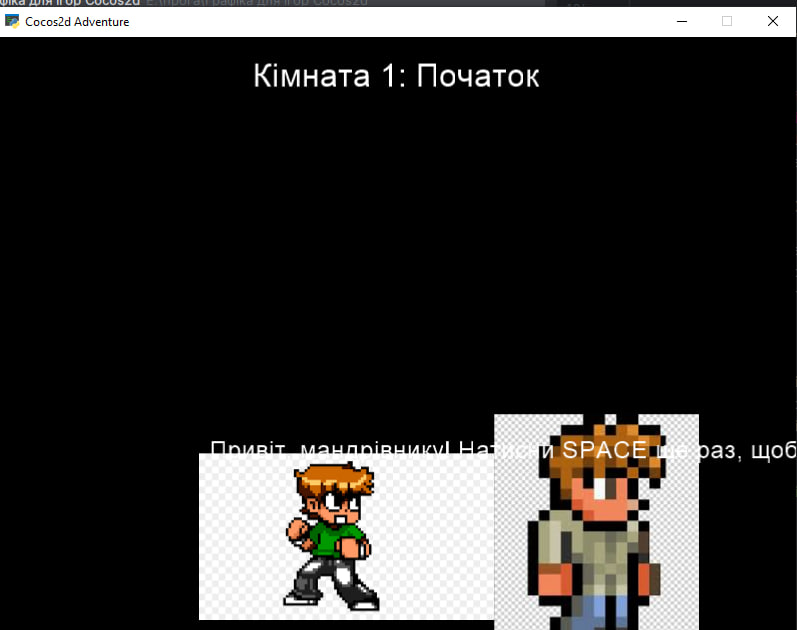 фіка для ігор Cocos2d E:\прога\Графіка для ігор Cocos2d
Cocos2d Adventure
Кімната 1: Початок
Привіт, мандрівнику! Натисни SPACE ще раз, щоб